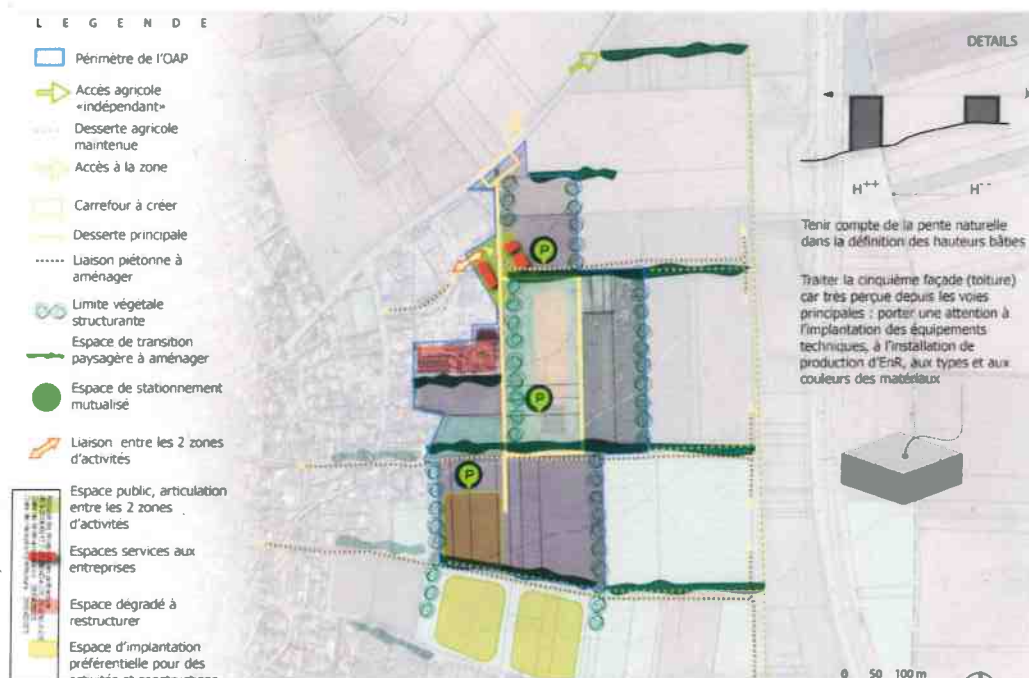 L E G E N D E
Périmètre de l'OAP
Accès agricole
«indépendant»
Desserte agricole
maintenue
Accès à la zone
Carrefour à créer
Desserte principale
Liaison piétonne à
aménager
Limite végétale
structurante
Espace de transition
paysagère à aménager
Espace de stationnement
mutualisé
Liaison entre les 2 zones
d'activités
Espace public, articulation
entre les 2 zones
d'activités
Espaces services aux
entreprises
Espace dégradé à
restructurer
Espace d'implantation
préférentielle pour des
P
P
P
DETAILS
H++
H--
Tenir compte de la pente naturelle
dans la définition des hauteurs bâties
Traiter la cinquième façade (toiture)
car très perçue depuis les voies
principales : porter une attention à
l'implantation des équipements
techniques, à l'installation de
production d'EnR, aux types et aux
couleurs des matériaux
0 50 100 m